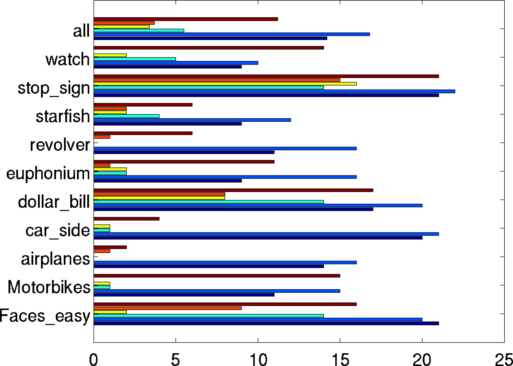 all
watch
stop_sign
starfish
revolver
euphonium
dollar_bill
car_side
airplanes
Motorbikes
Faces_easy
0 5 10 15 20 25